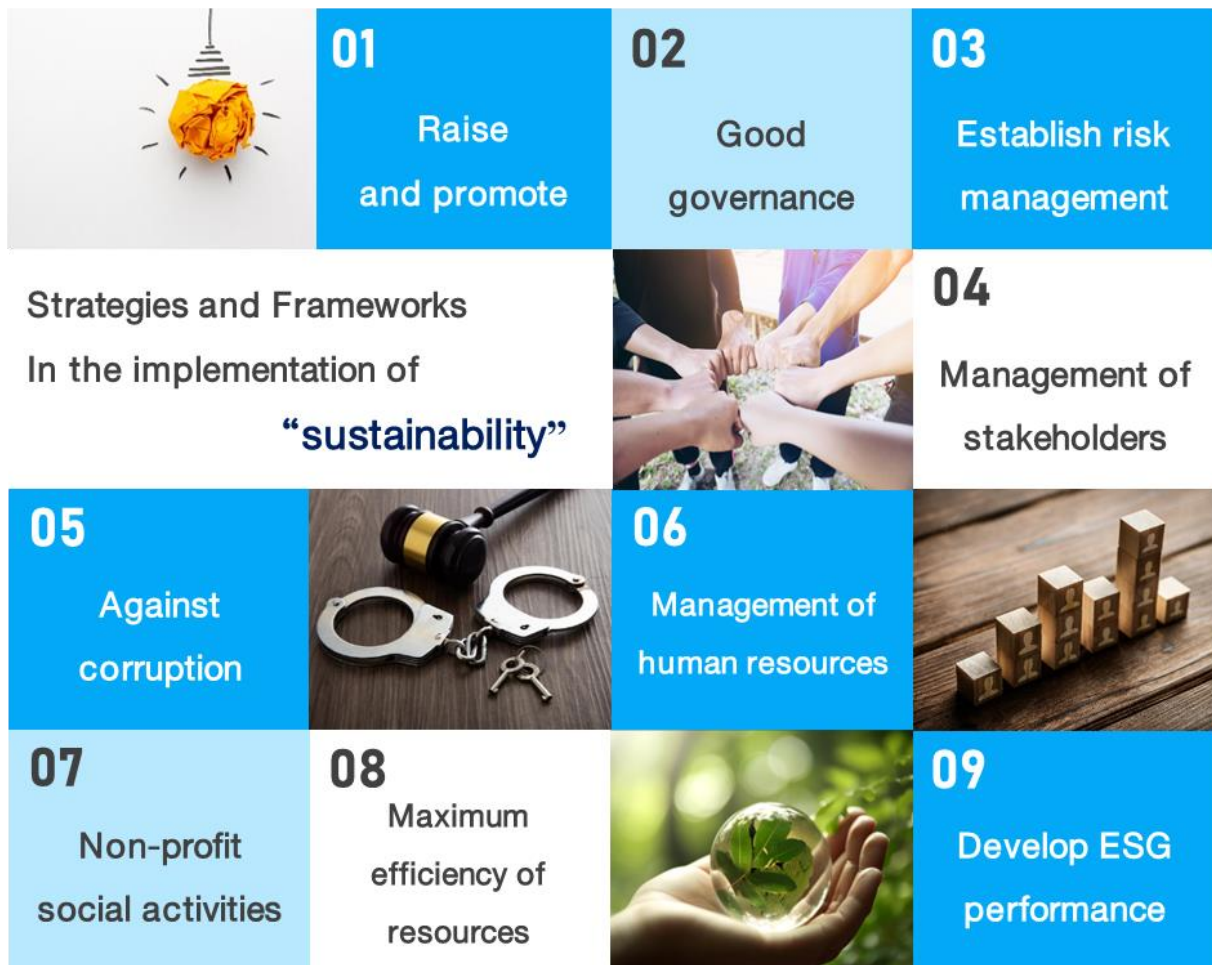 01
Raise
and promote
02
Good
governance
03
Establish risk
management
Strategies and Frameworks
In the implementation of
“sustainability”
04
Management of
stakeholders
05
Against
corruption
06
Management of
human resources
07
Non-profit
social activities
08
Maximum
efficiency of
resources
09
Develop ESG
performance